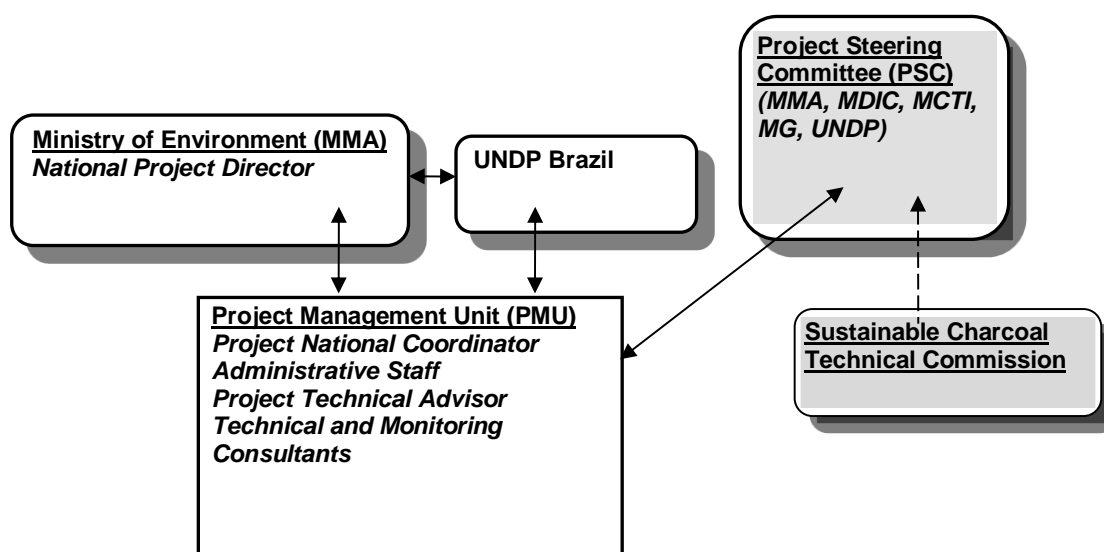 Project Steering
Committee (PSC)
(MMA, MDIC, MCTI,
MG, UNDP)
Ministry of Environment (MMA)
National Project Director
UNDP Brazil
Project Management Unit (PMU)
Project National Coordinator
Administrative Staff
Project Technical Advisor
Technical and Monitoring
Consultants
Sustainable Charcoal
Technical Commission